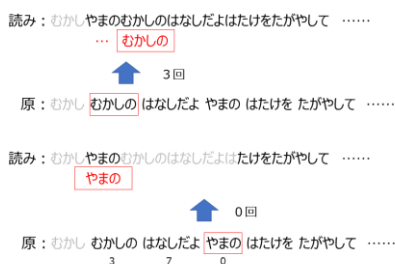 読み：むかしやまのむかしのはなしだよはたけをたがやして ……
… むかしの
3回
原：むかし むかしの はなしだよ やまの はたけを たがやして ……
読み：むかしやまのむかしのはなしだよはたけをたがやして ……
やまの
0回
原：むかし むかしの はなしだよ やまの はたけを たがやして ……
3 7 0